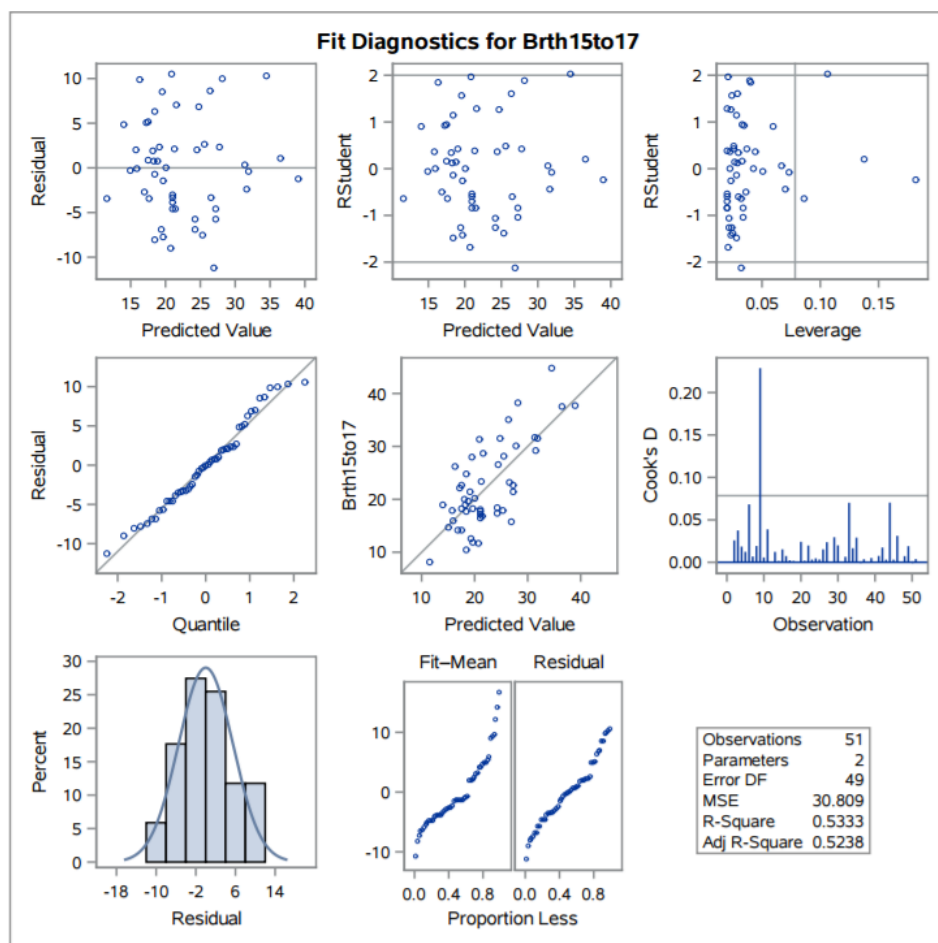 Fit Diagnostics for Brth15to17
10
5
0
-5
-10
Residual
15 20 25 30 35 40
Predicted Value
2
1
0
-1
-2
RStudent
15 20 25 30 35 40
Predicted Value
2
1
0
-1
-2
RStudent
0.05 0.10 0.15
Leverage
10
5
0
-5
-10
Residual
-2 -1 0 1 2
Quantile
40
30
20
10
Brth15to17
10 20 30 40
Predicted Value
0.20
0.15
0.10
0.05
0.00
Cook's D
0 10 20 30 40 50
Observation
30
25
20
15
10
5
0
Percent
-18 -10 -2 6 14
Residual
Fit–Mean Residual
10
0
-10
0.0 0.4 0.8 0.0 0.4 0.8
Proportion Less
Observations 51
Parameters 2
Error DF 49
MSE 30.809
R-Square 0.5333
Adj R-Square 0.5238